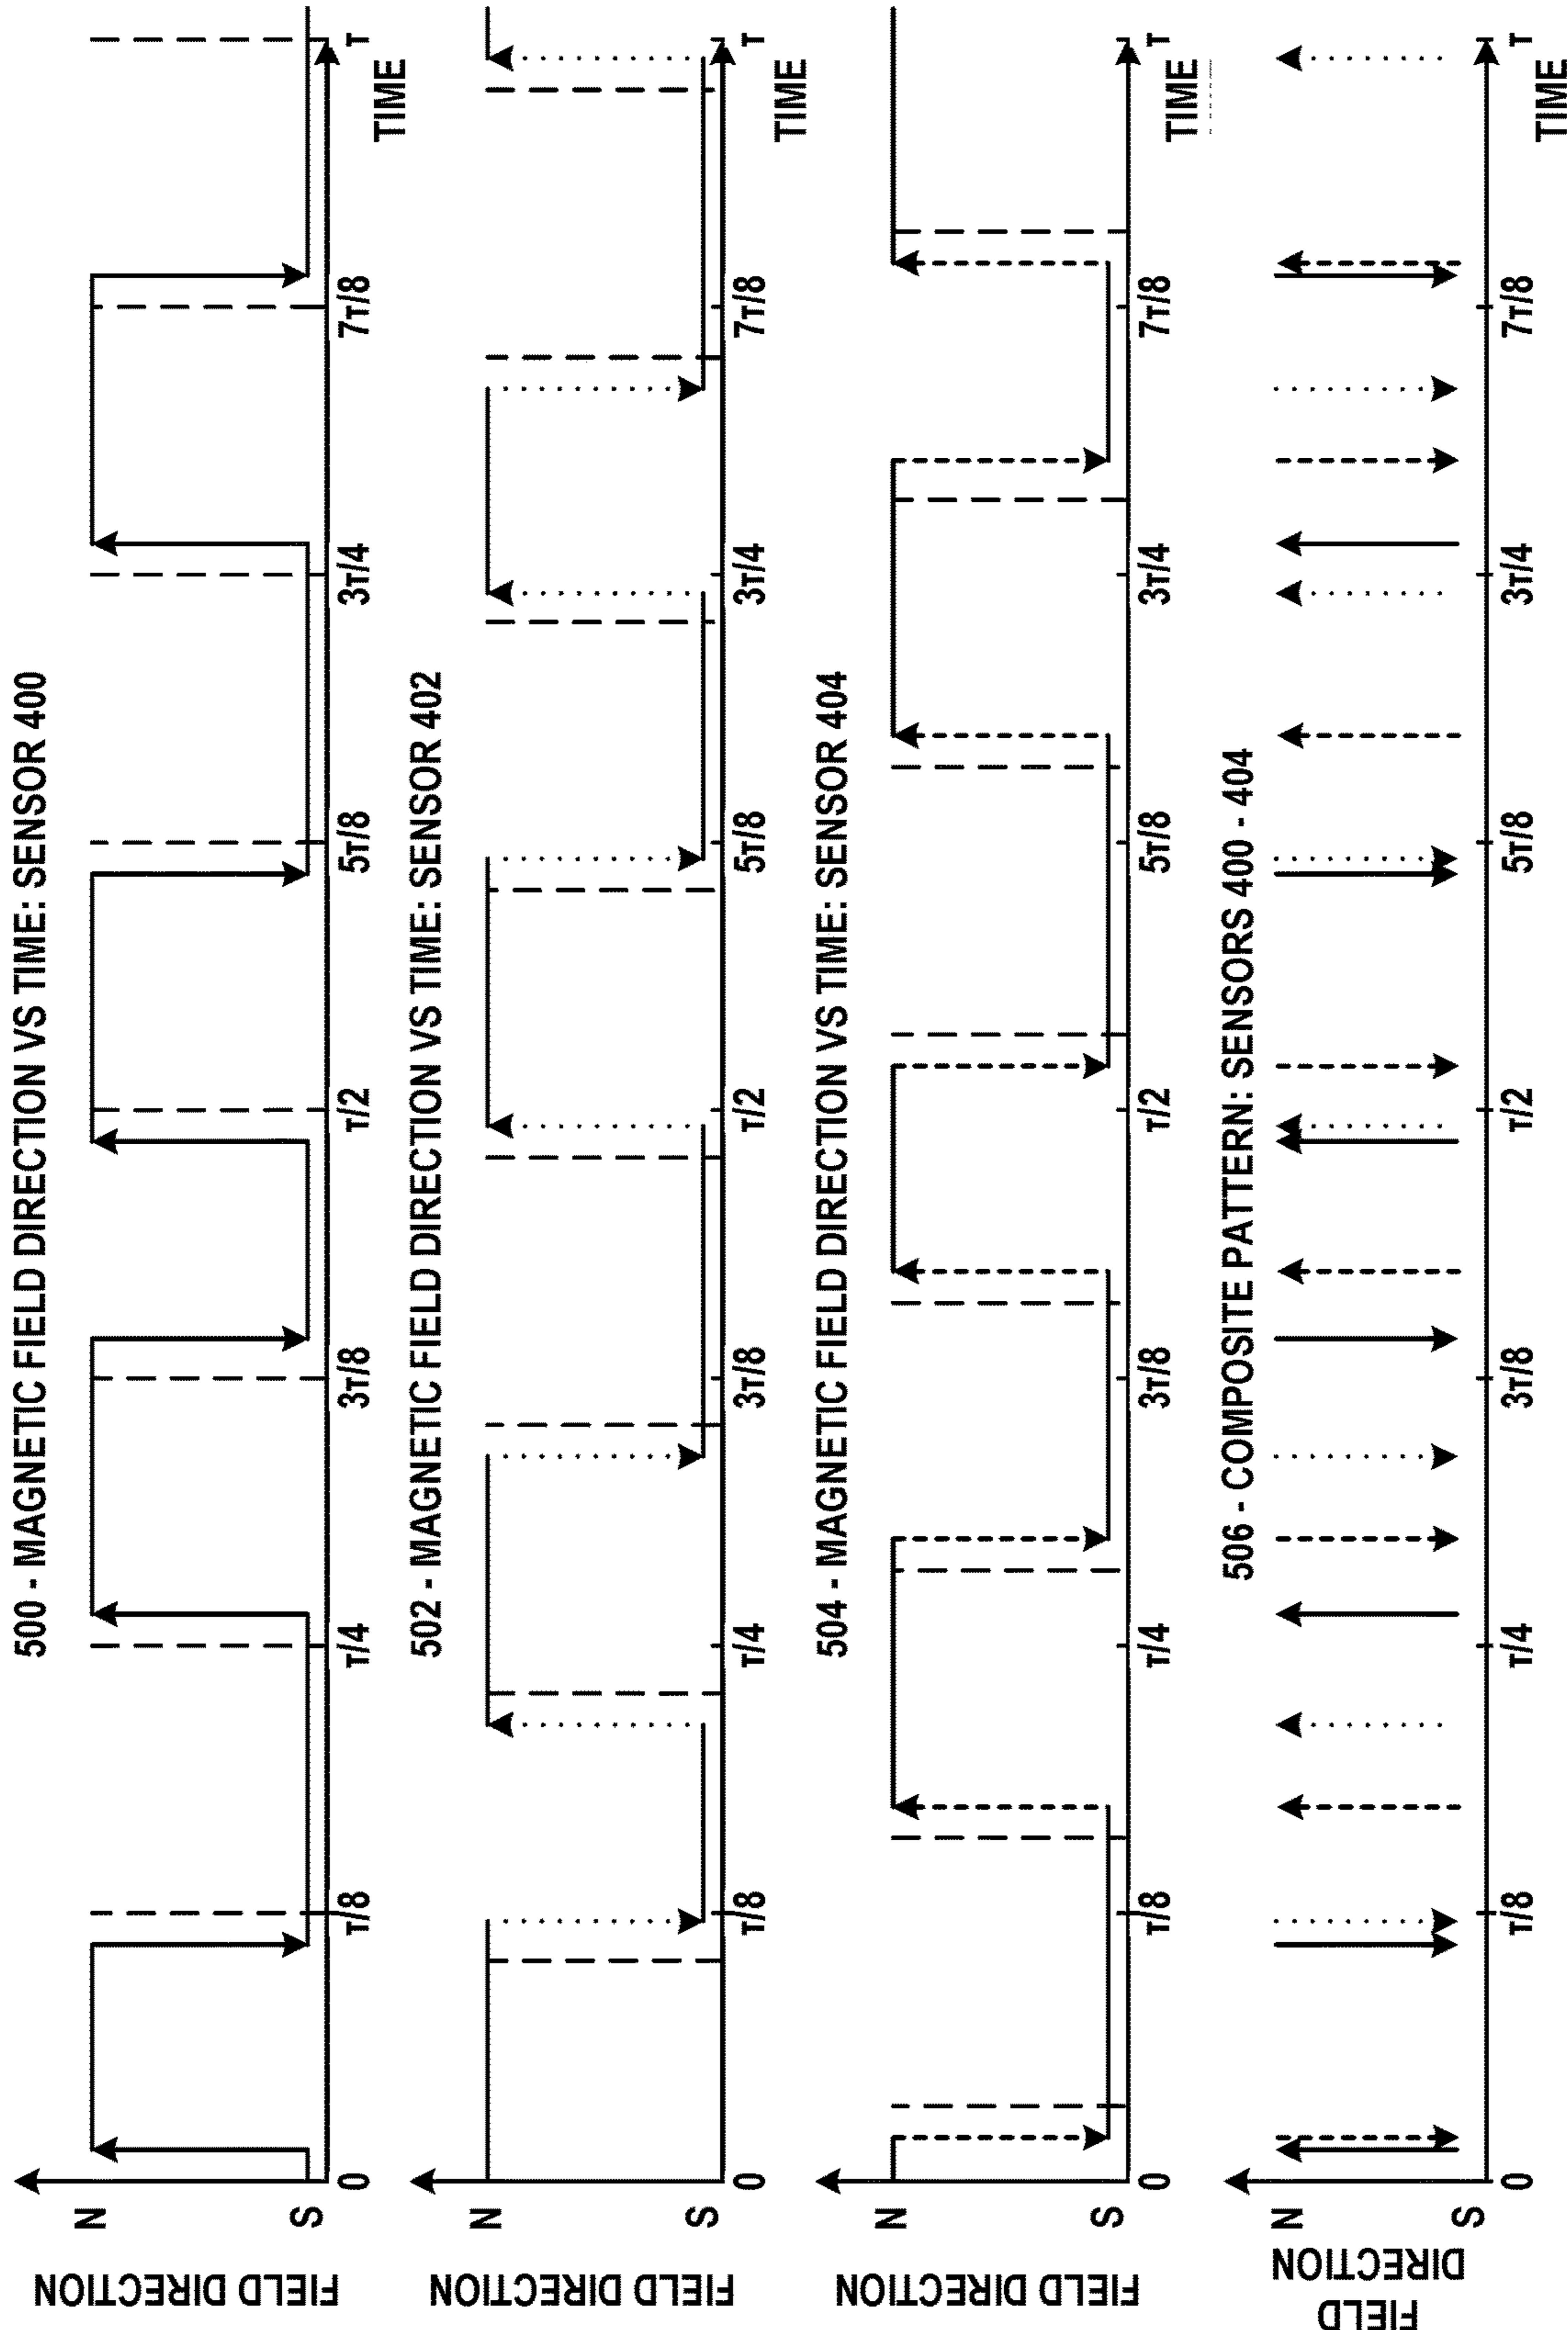 500 - MAGNETIC FIELD DIRECTION VS TIME: SENSOR 400
FIELD DIRECTION
N
S
0
τ/8
τ/4
3τ/8
τ/2
5τ/8
3τ/4
7τ/8
τ
TIME
502 - MAGNETIC FIELD DIRECTION VS TIME: SENSOR 402
FIELD DIRECTION
N
S
0
τ/8
τ/4
3τ/8
τ/2
5τ/8
3τ/4
7τ/8
τ
TIME
504 - MAGNETIC FIELD DIRECTION VS TIME: SENSOR 404
FIELD DIRECTION
N
S
0
τ/8
τ/4
3τ/8
τ/2
5τ/8
3τ/4
7τ/8
τ
TIME
506 - COMPOSITE PATTERN: SENSORS 400 - 404
FIELD
DIRECTION
N
S
0
τ/8
τ/4
3τ/8
τ/2
5τ/8
3τ/4
7τ/8
τ
TIME